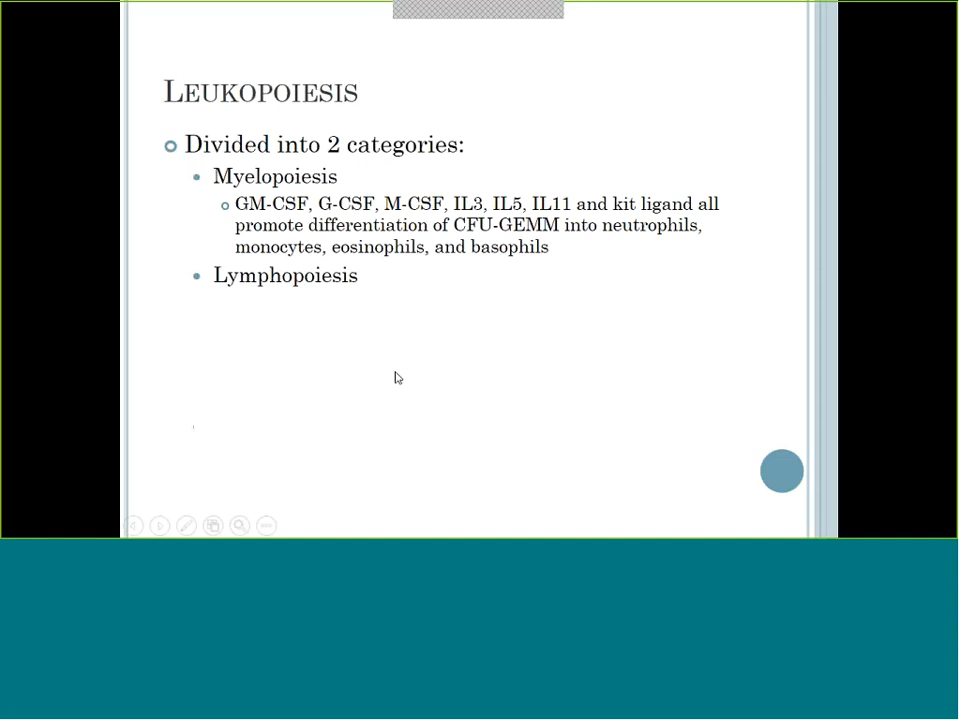 LEUKOPOIESIS
Divided into 2 categories:
Myelopoiesis
GM-CSF, G-CSF, M-CSF, IL3, IL5, IL11 and kit ligand all
promote differentiation of CFU-GEMM into neutrophils,
monocytes, eosinophils, and basophils
Lymphopoiesis